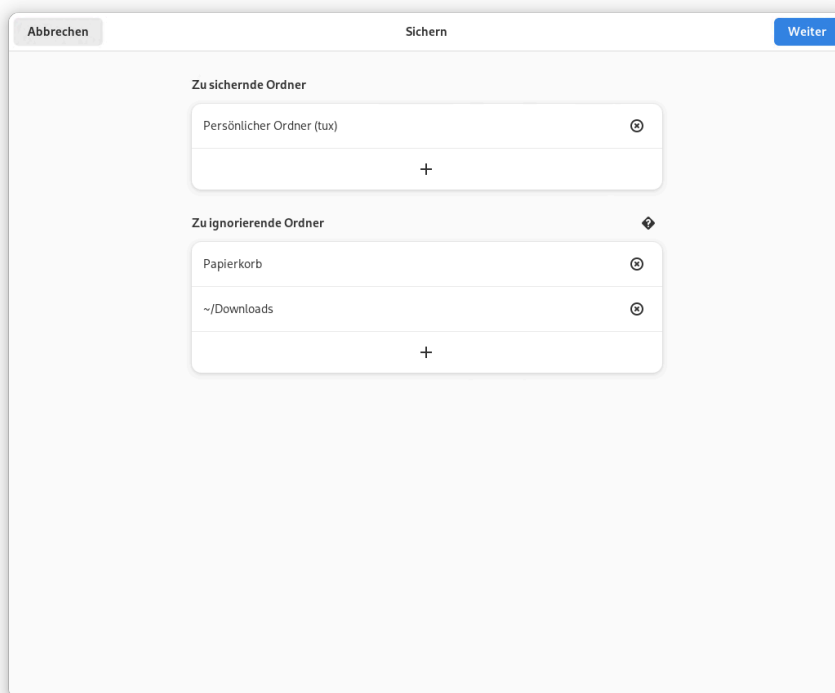 Abbrechen Sichern Weiter
Zu sichernde Ordner
Persönlicher Ordner (tux)
Zu ignorierende Ordner
Papierkorb
~/Downloads